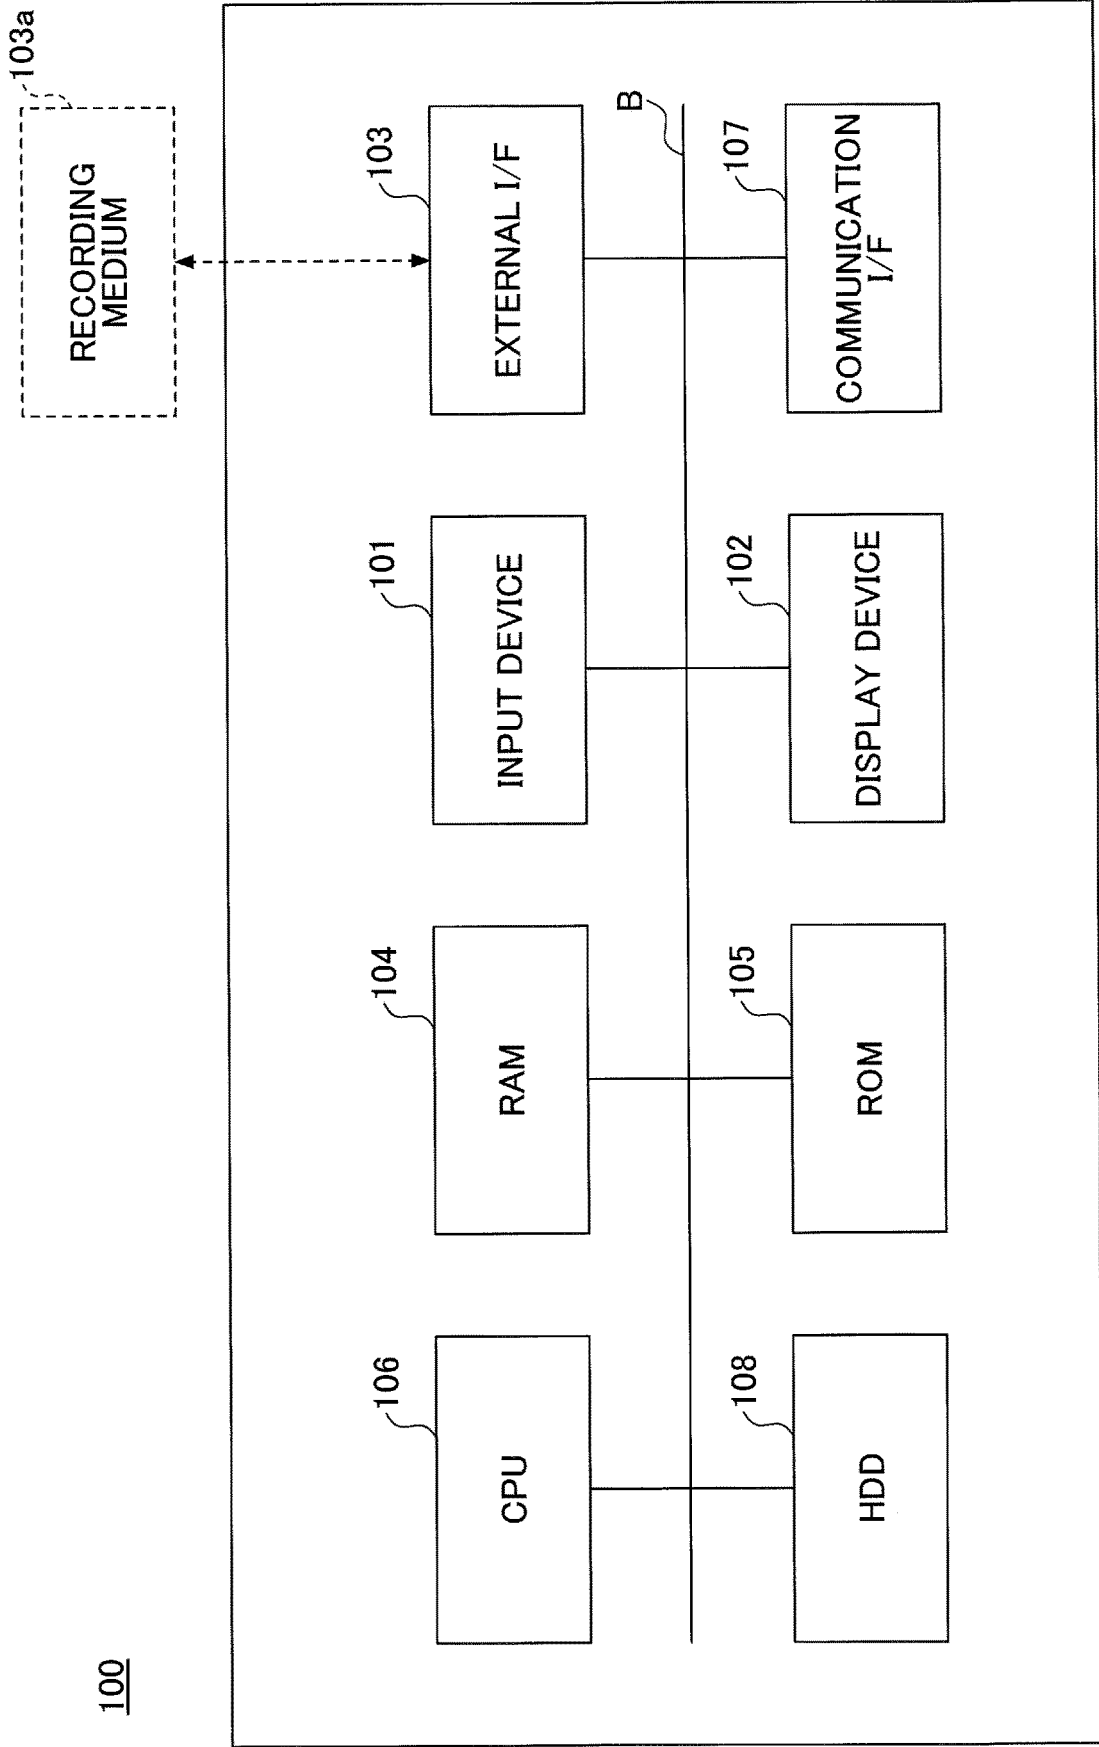 100
RECORDING
MEDIUM
103a
106
CPU
104
RAM
101
INPUT DEVICE
103
EXTERNAL I/F
B
108
HDD
105
ROM
102
DISPLAY DEVICE
107
COMMUNICATION
I/F